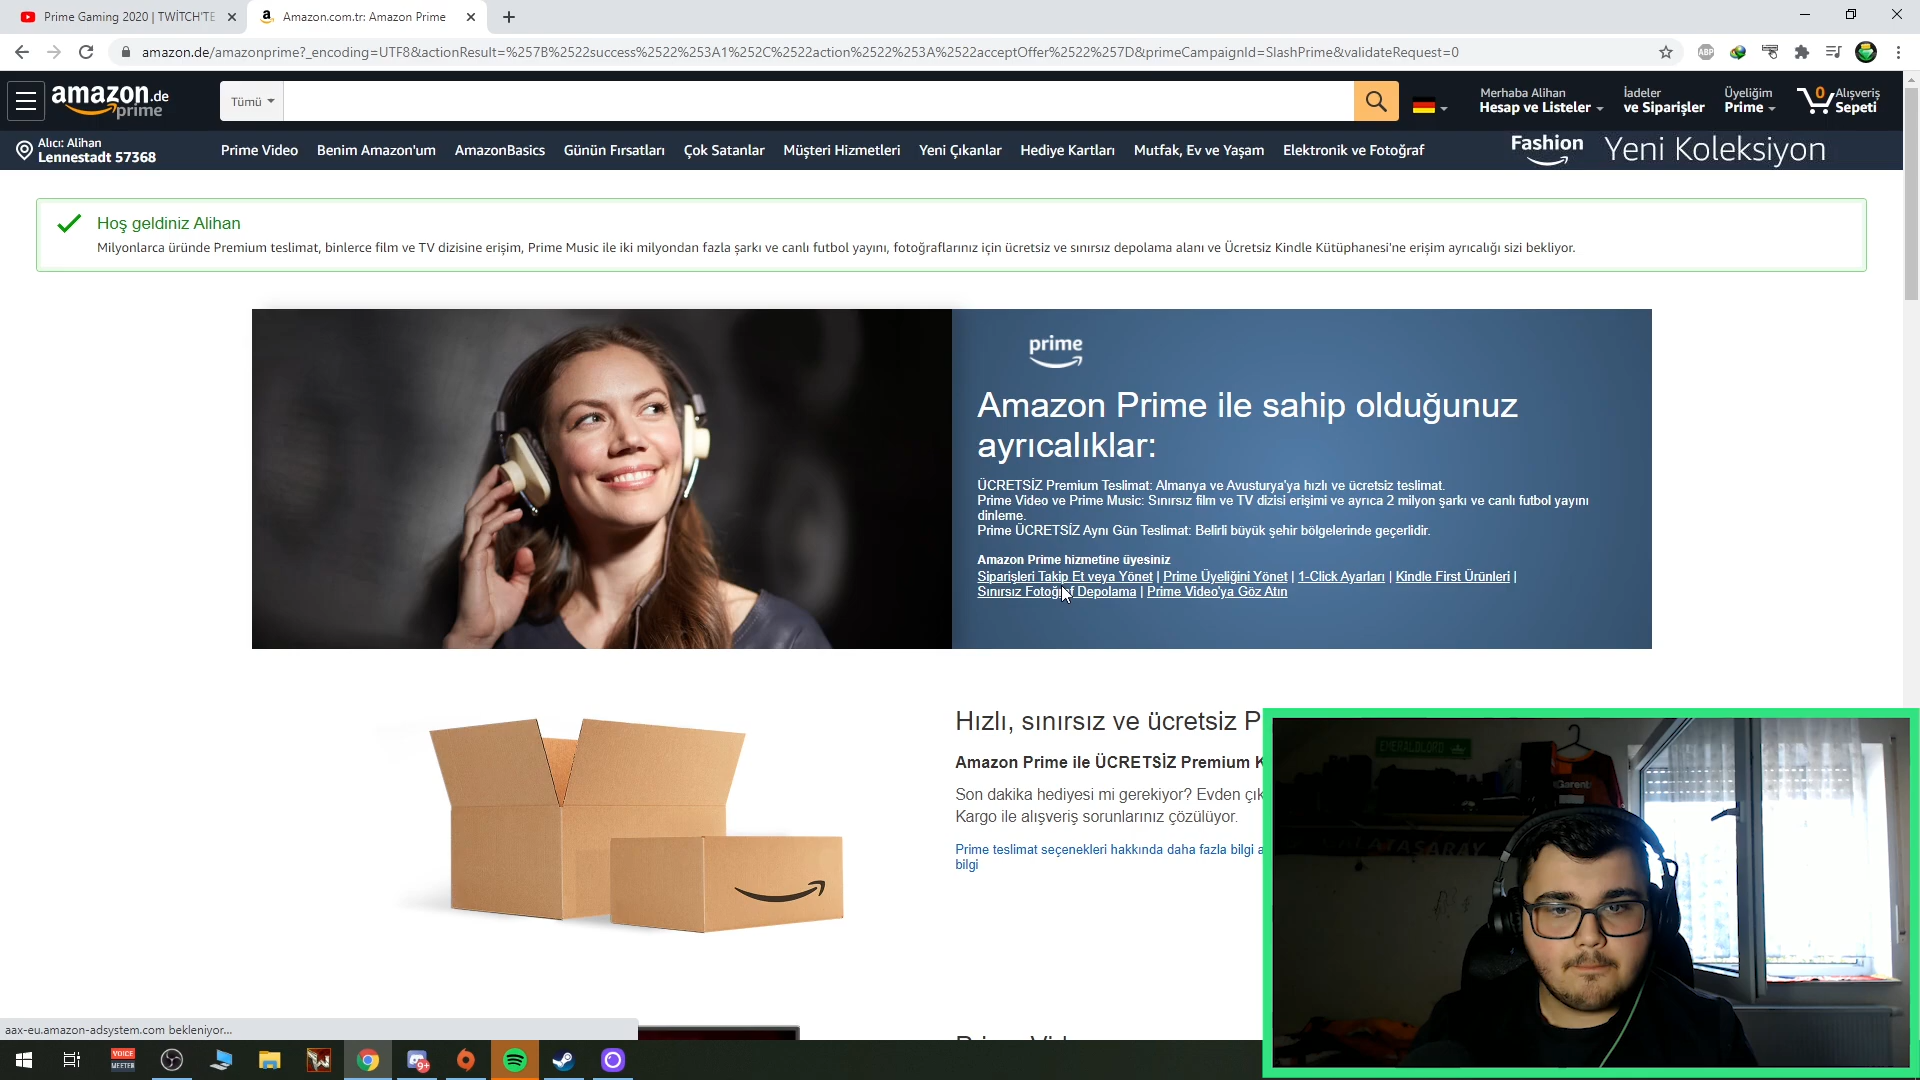 Prime Gaming 2020 | TWİTCH'TE
Amazon.com.tr: Amazon Prime
amazon.de/amazonprime?_encoding=UTF8&actionResult=%257B%2522success%2522%253A1%252C%2522action%2522%253A%2522acceptOffer%2522%257D&primeCampaignId=SlashPrime&validateRequest=0
ABP
amazon.de
prime
Tümü
Merhaba Alihan
Hesap ve Listeler
İadeler
ve Siparişler
Üyeliğim
Prime
0
Alışveriş
Sepeti
Alıcı: Alihan
Lennestadt 57368
Prime Video
Benim Amazon'um
AmazonBasics
Günün Fırsatları
Çok Satanlar
Müşteri Hizmetleri
Yeni Çıkanlar
Hediye Kartları
Mutfak, Ev ve Yaşam
Elektronik ve Fotoğraf
Fashion
Yeni Koleksiyon
Hoş geldiniz Alihan
Milyonlarca üründe Premium teslimat, binlerce film ve TV dizisine erişim, Prime Music ile iki milyondan fazla şarkı ve canlı futbol yayını, fotoğraflarınız için ücretsiz ve sınırsız depolama alanı ve Ücretsiz Kindle Kütüphanesi'ne erişim ayrıcalığı sizi bekliyor.
prime
Amazon Prime ile sahip olduğunuz
ayrıcalıklar:
ÜCRETSİZ Premium Teslimat: Almanya ve Avusturya'ya hızlı ve ücretsiz teslimat.
Prime Video ve Prime Music: Sınırsız film ve TV dizisi erişimi ve ayrıca 2 milyon şarkı ve canlı futbol yayını
dinleme.
Prime ÜCRETSİZ Aynı Gün Teslimat: Belirli büyük şehir bölgelerinde geçerlidir.
Amazon Prime hizmetine üyesiniz
Siparişleri Takip Et veya Yönet | Prime Üyeliğini Yönet | 1-Click Ayarları | Kindle First Ürünleri |
Sınırsız Fotoğraf Depolama | Prime Video'ya Göz Atın
Hızlı, sınırsız ve ücretsiz P
Amazon Prime ile ÜCRETSİZ Premium K
Son dakika hediyesi mi gerekiyor? Evden çık
Kargo ile alışveriş sorunlarınız çözülüyor.
Prime teslimat seçenekleri hakkında daha fazla bilgi a
bilgi
EMERALDLORD
Garenta
aax-eu.amazon-adsystem.com bekleniyor...
VOICE
MEETER
9+